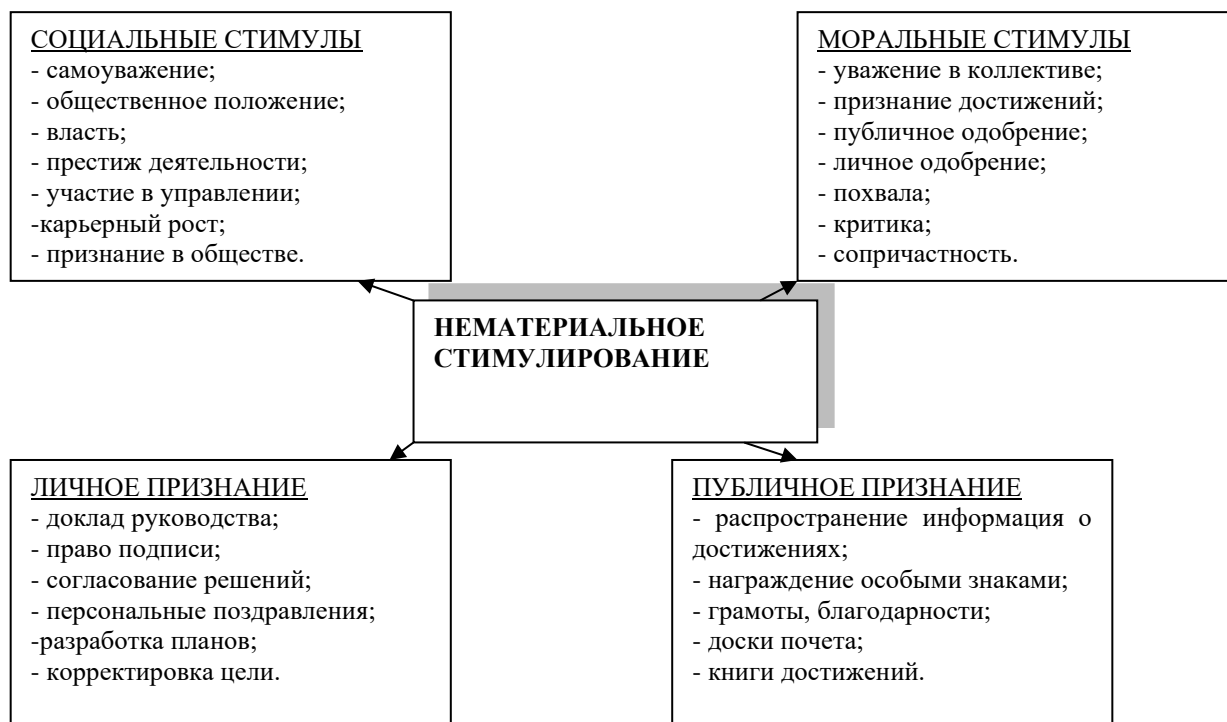 СОЦИАЛЬНЫЕ СТИМУЛЫ
- самоуважение;
- общественное положение;
- власть;
- престиж деятельности;
- участие в управлении;
-карьерный рост;
- признание в обществе.
МОРАЛЬНЫЕ СТИМУЛЫ
- уважение в коллективе;
- признание достижений;
- публичное одобрение;
- личное одобрение;
- похвала;
- критика;
- сопричастность.
НЕМАТЕРИАЛЬНОЕ
СТИМУЛИРОВАНИЕ
ЛИЧНОЕ ПРИЗНАНИЕ
- доклад руководства;
- право подписи;
- согласование решений;
- персональные поздравления;
-разработка планов;
- корректировка цели.
ПУБЛИЧНОЕ ПРИЗНАНИЕ
- распространение информация о
достижениях;
- награждение особыми знаками;
- грамоты, благодарности;
- доски почета;
- книги достижений.